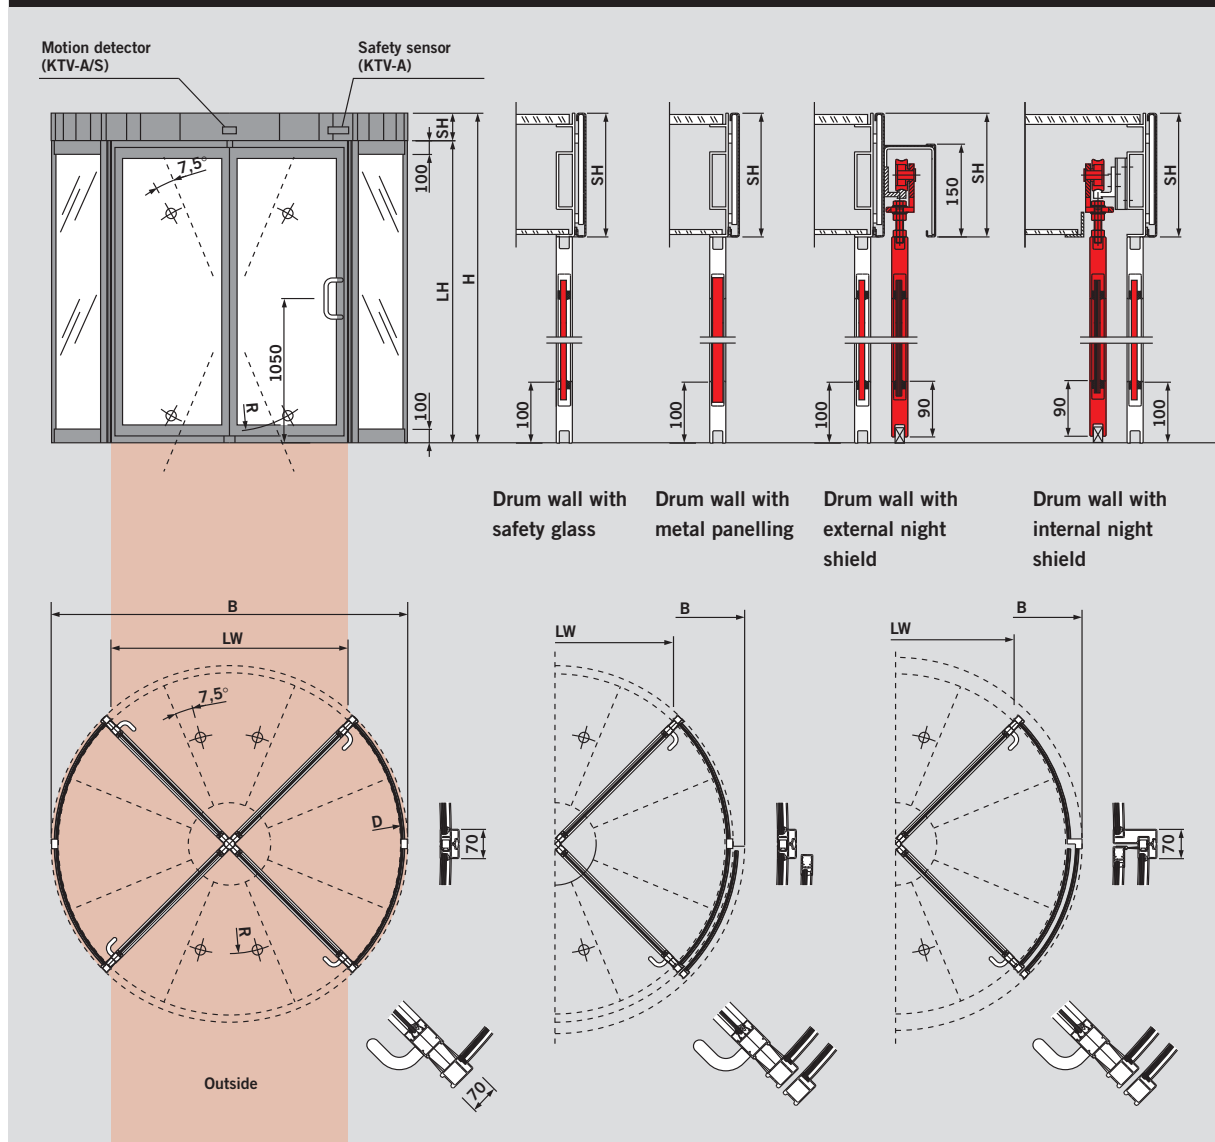 Motion detector
(KTV-A/S)
Safety sensor
(KTV-A)
SH
100
7,5°
LH
H
1050
R
100
SH
100
SH
100
150
SH
100
90
SH
90
100
Drum wall with
safety glass
Drum wall with
metal panelling
Drum wall with
external night
shield
Drum wall with
internal night
shield
B
LW
7,5°
D
R
70
B
LW
70
B
LW
70
Outside